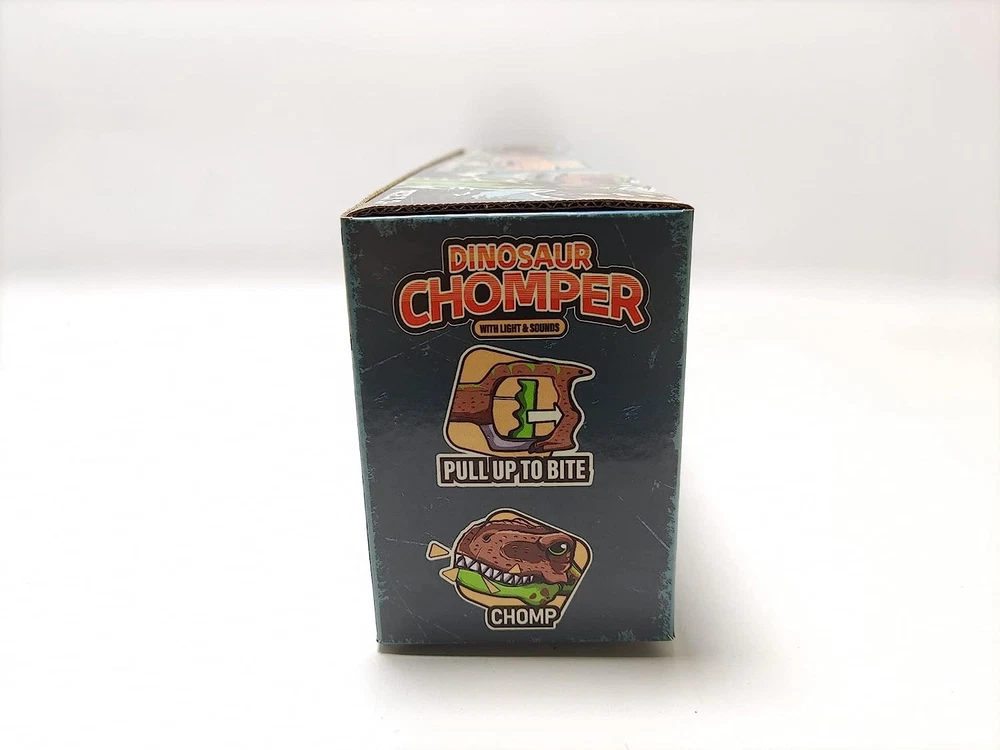 DINOSAUR
CHOMPER
WITH LIGHT & SOUNDS
PULL UP TO BITE
CHOMP